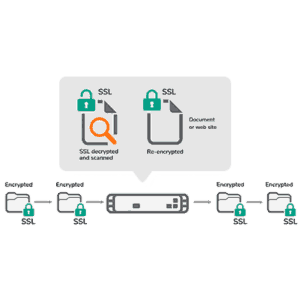 SSL
SSL
Document
or web site
SSL decrypted
and scanned
Re-encrypted
Encrypted
Encrypted
Encrypted
Encrypted
SSL
SSL
SSL
SSL